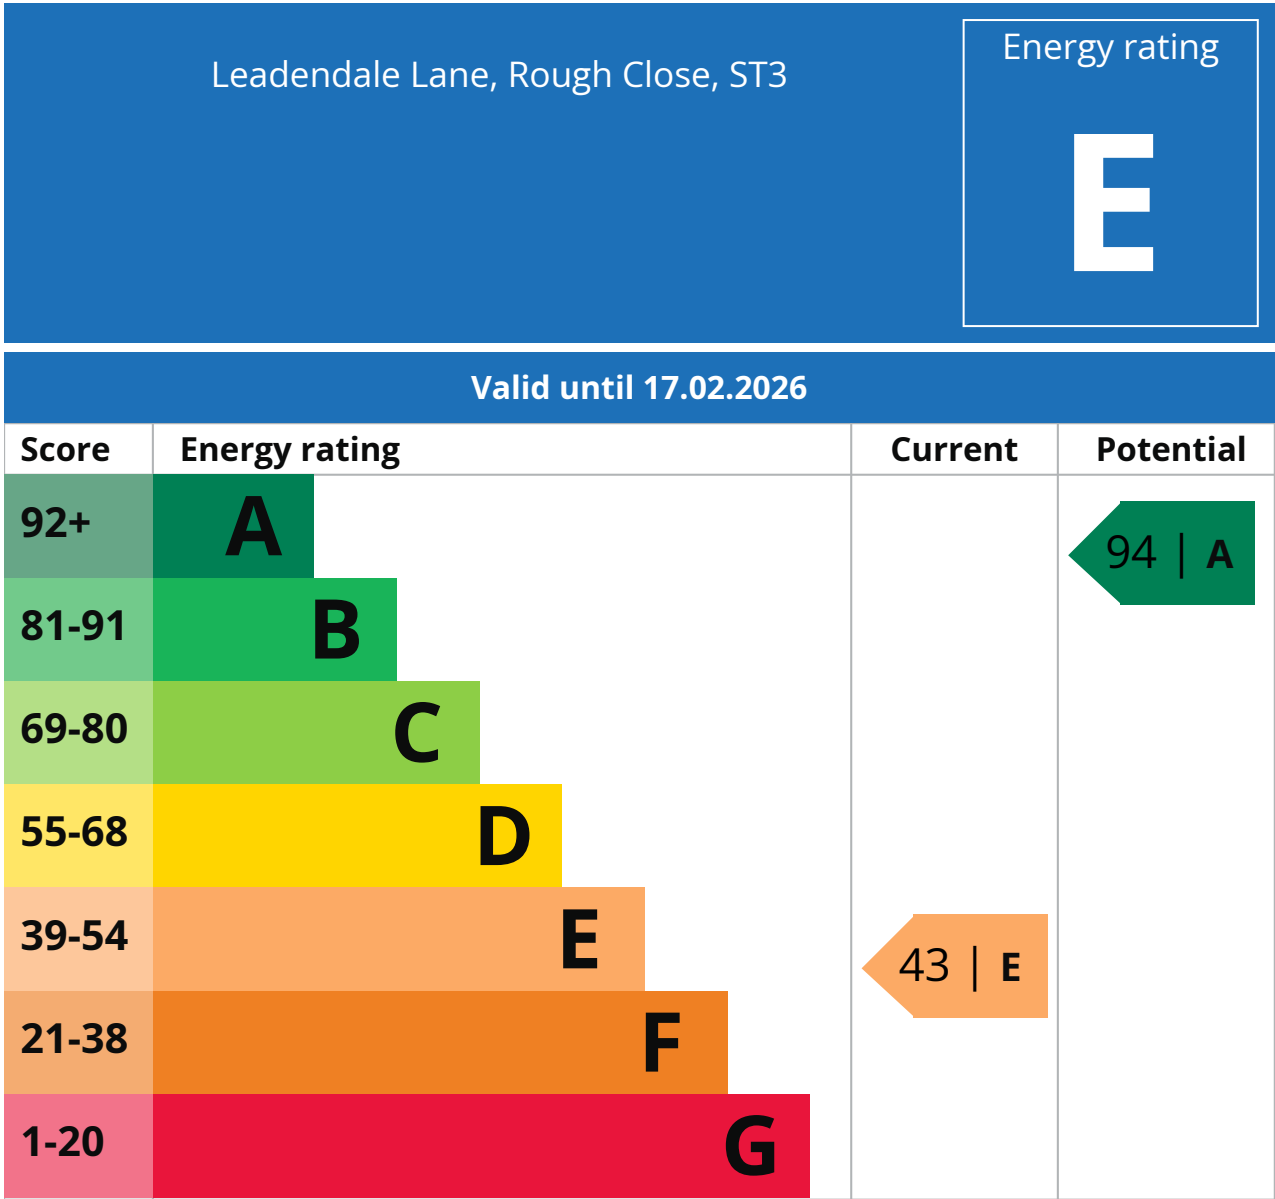 Leadendale Lane, Rough Close, ST3
Energy rating
E
Valid until 17.02.2026
Score Energy rating Current Potential
92+ A 94 | A
81-91 B
69-80 C
55-68 D
39-54 E 43 | E
21-38 F
1-20 G